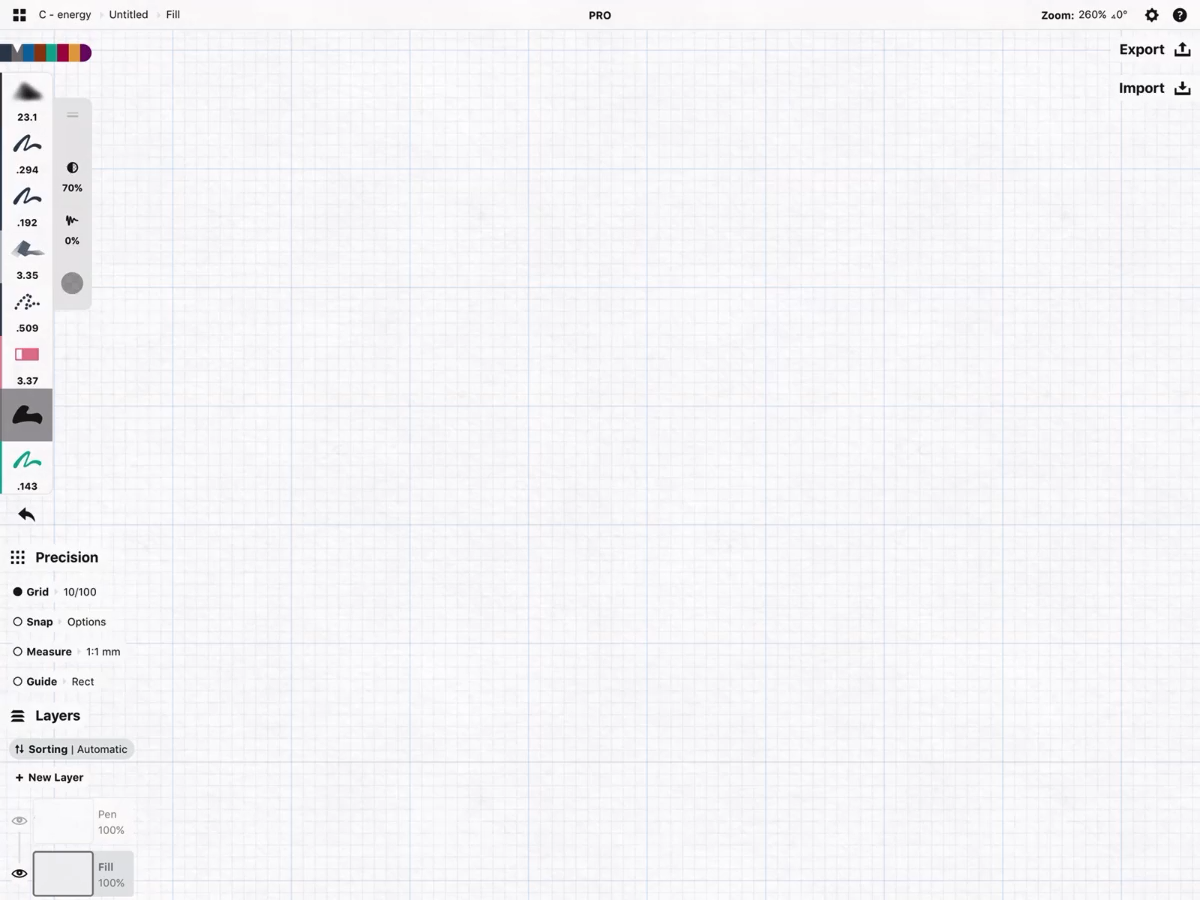 C - energy Untitled Fill
PRO
Zoom: 260% ⊿0°
Export
Import
23.1
.294
.192
3.35
.509
3.37
.143
70%
0%
Precision
Grid 10/100
Snap Options
Measure 1:1 mm
Guide Rect
Layers
Sorting | Automatic
+ New Layer
Pen
100%
Fill
100%